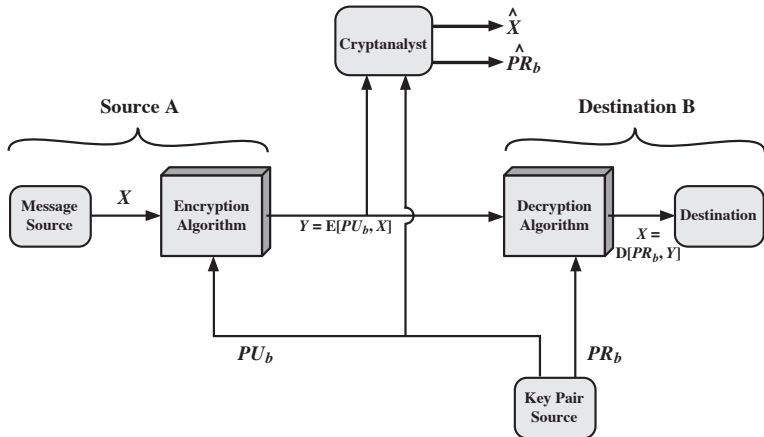 X̂
Cryptanalyst
P̂R_b
Source A
Destination B
Message
Source
X
Encryption
Algorithm
Y = E[PU_b, X]
Decryption
Algorithm
X =
D[PR_b, Y]
Destination
PU_b
PR_b
Key Pair
Source